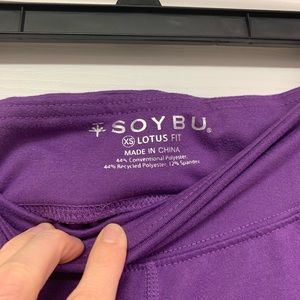 SOYBU®
XS LOTUS FIT
MADE IN CHINA
44% Conventional Polyester,
44% Recycled Polyester, 12% Spandex